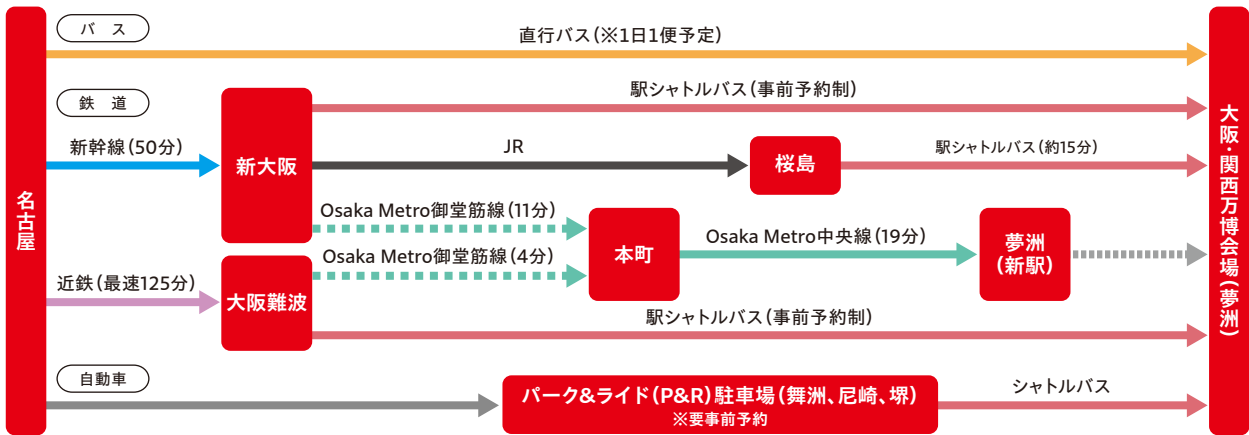 名古屋
バス
直行バス(※1日1便予定)
鉄道
駅シャトルバス(事前予約制)
新幹線(50分)
新大阪
JR
桜島
駅シャトルバス(約15分)
Osaka Metro御堂筋線(11分)
Osaka Metro御堂筋線(4分)
本町
Osaka Metro中央線(19分)
夢洲
(新駅)
近鉄(最速125分)
大阪難波
駅シャトルバス(事前予約制)
自動車
パーク&ライド(P&R)駐車場(舞洲、尼崎、堺)
※要事前予約
シャトルバス
大阪・関西万博会場(夢洲)